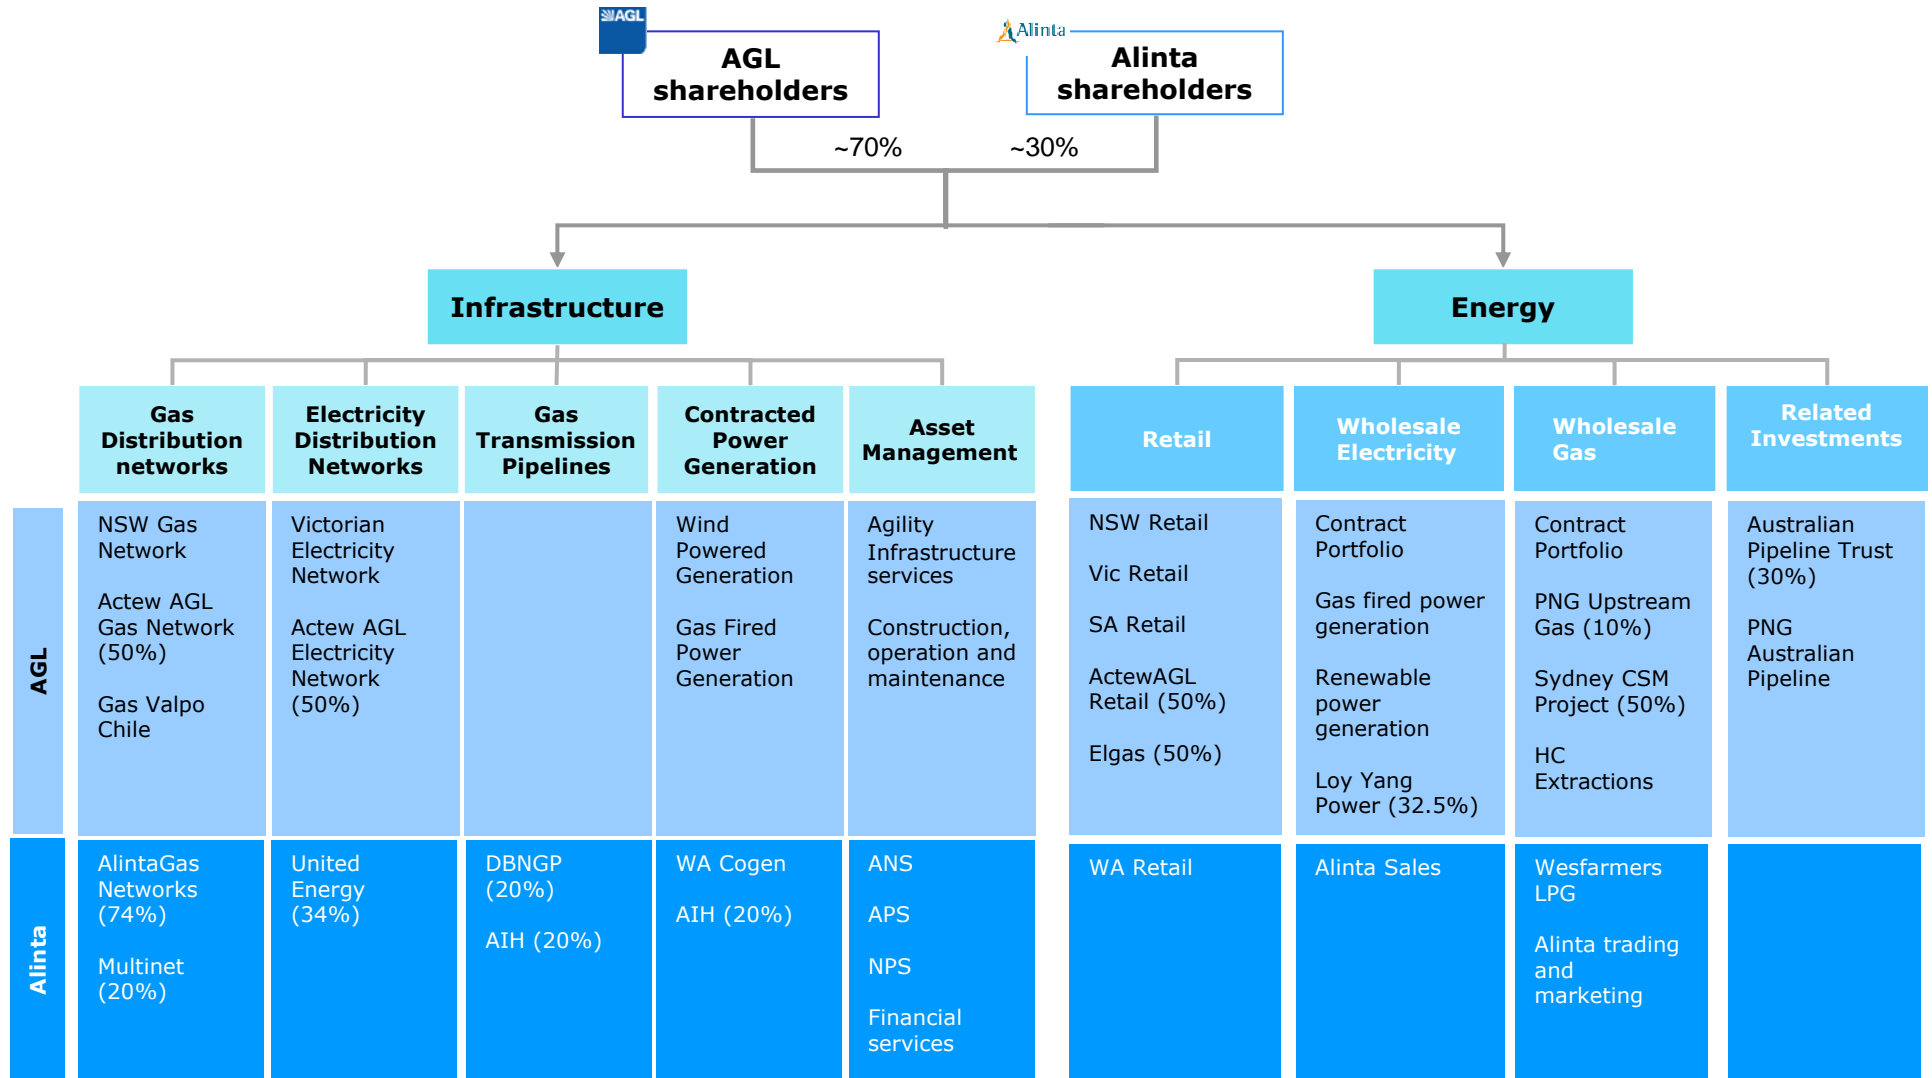 AGL
Alinta
AGL
shareholders
Alinta
shareholders
~70%
~30%
Infrastructure
Energy
Gas
Distribution
networks
Electricity
Distribution
Networks
Gas
Transmission
Pipelines
Contracted
Power
Generation
Asset
Management
Retail
Wholesale
Electricity
Wholesale
Gas
Related
Investments
AGL
NSW Gas
Network
Actew AGL
Gas Network
(50%)
Gas Valpo
Chile
Victorian
Electricity
Network
Actew AGL
Electricity
Network
(50%)
Wind
Powered
Generation
Gas Fired
Power
Generation
Agility
Infrastructure
services
Construction,
operation and
maintenance
NSW Retail
Vic Retail
SA Retail
ActewAGL
Retail (50%)
Elgas (50%)
Contract
Portfolio
Gas fired power
generation
Renewable
power
generation
Loy Yang
Power (32.5%)
Contract
Portfolio
PNG Upstream
Gas (10%)
Sydney CSM
Project (50%)
HC
Extractions
Australian
Pipeline Trust
(30%)
PNG
Australian
Pipeline
Alinta
AlintaGas
Networks
(74%)
Multinet
(20%)
United
Energy
(34%)
DBNGP
(20%)
AIH (20%)
WA Cogen
AIH (20%)
ANS
APS
NPS
Financial
services
WA Retail
Alinta Sales
Wesfarmers
LPG
Alinta trading
and
marketing